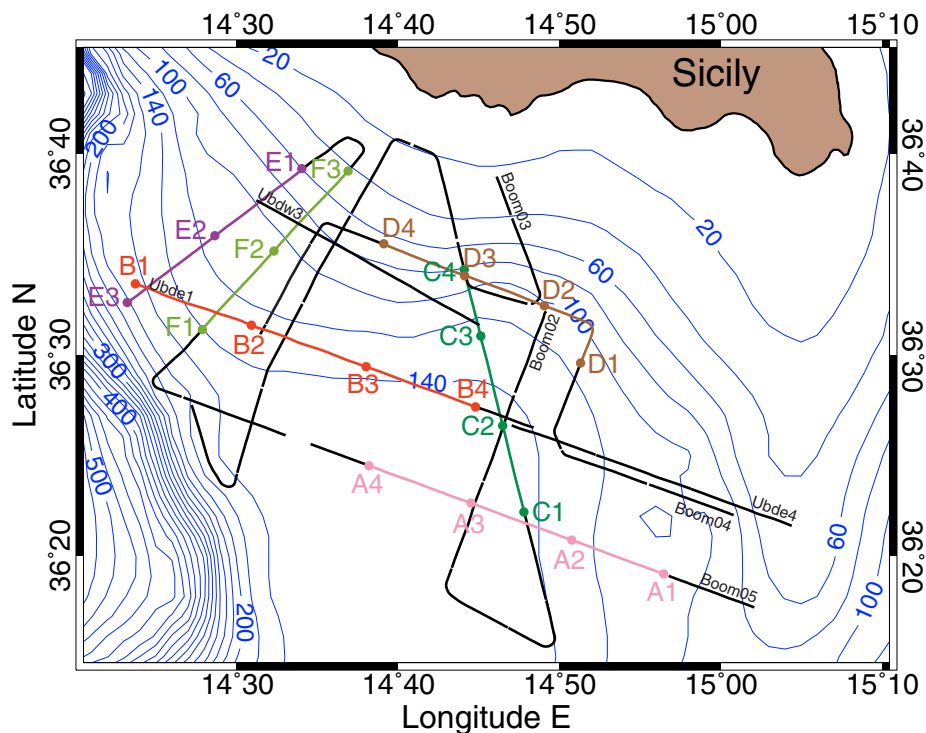 14˚30' 14˚40' 14˚50' 15˚00' 15˚10'
20
Sicily
100 60
140
200
36˚40' 36˚40'
E1 F3
Boom03
Ubdw3
20
E2 D4
F2 D3
B1 C4 60
E3 Ubde1 D2
100
F1 C3
B2 Boom02
Latitude N
36˚30' 36˚30'
300 D1
B3 140 B4
400
C2
500
A4 Ubde4
A3 C1 Boom04
60
36˚20' 36˚20'
A2
A1 Boom05
100
200
14˚30' 14˚40' 14˚50' 15˚00' 15˚10'
Longitude E